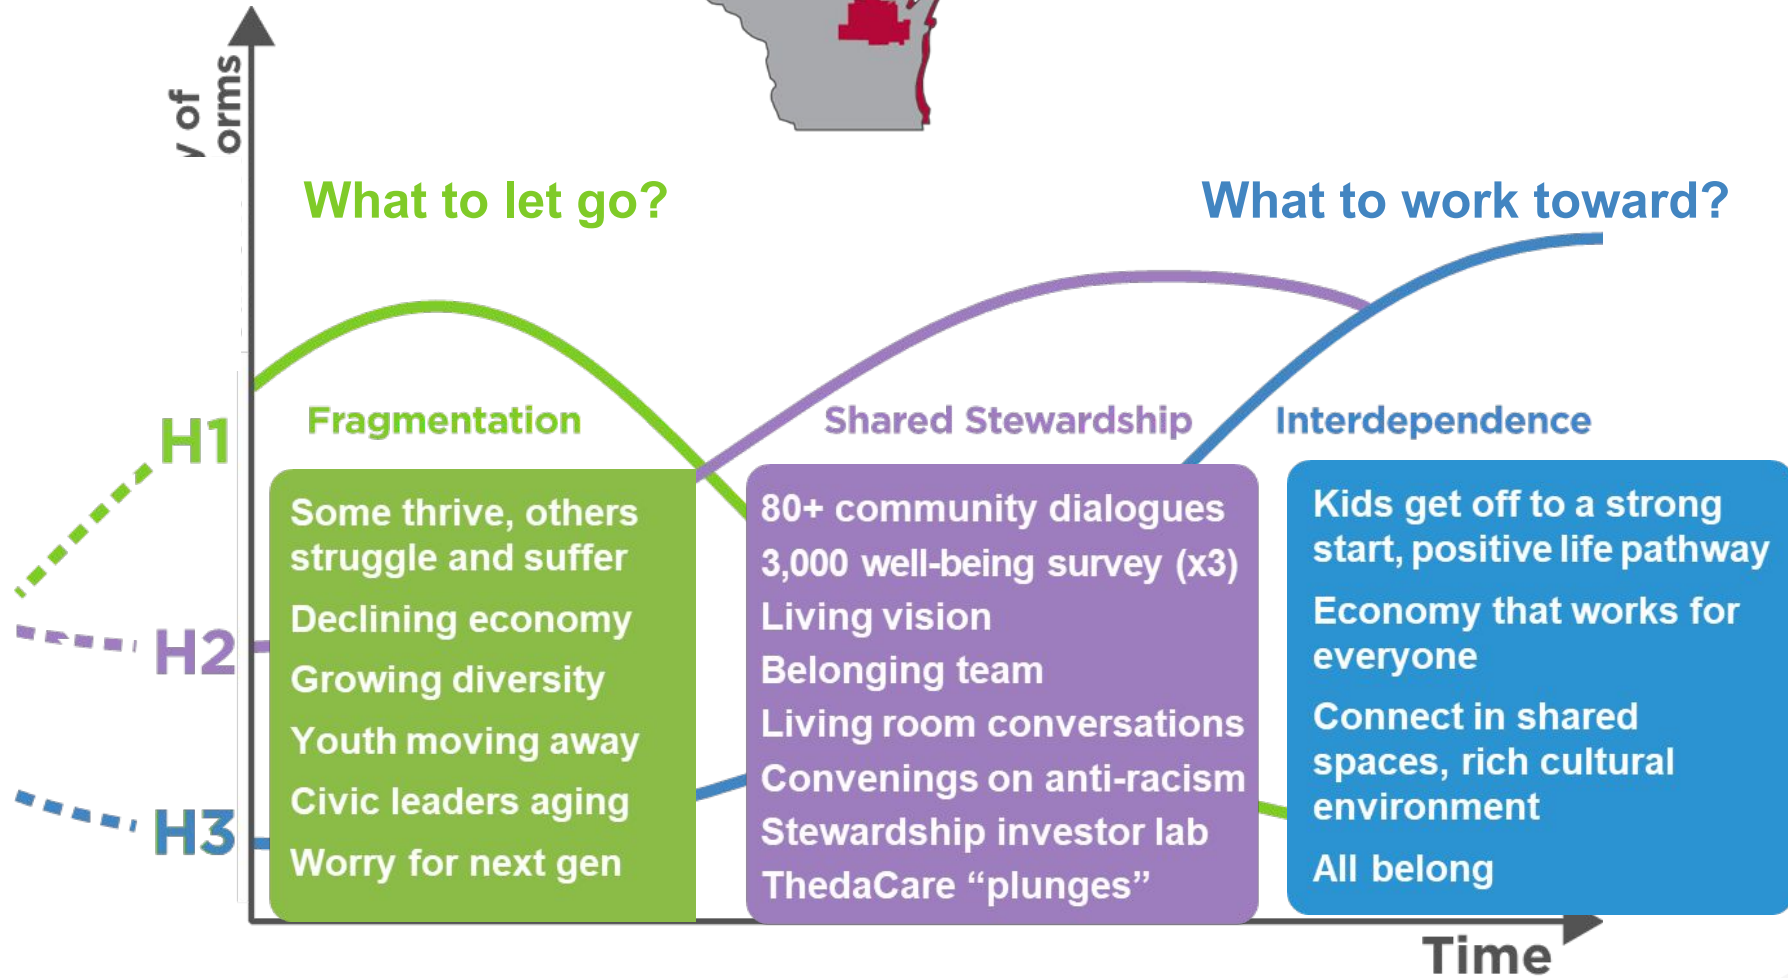 of
What to let go?
What to work toward?
H1
Fragmentation
Shared Stewardship
Interdependence
Some thrive, others
struggle and suffer
Declining economy
Growing diversity
Youth moving away
Civic leaders aging
Worry for next gen
80+ community dialogues
3,000 well-being survey (x3)
Living vision
Belonging team
Living room conversations
Convenings on anti-racism
Stewardship investor lab
ThedaCare “plunges”
Kids get off to a strong
start, positive life pathway
Economy that works for
everyone
Connect in shared
spaces, rich cultural
environment
All belong
H2
H3
Time